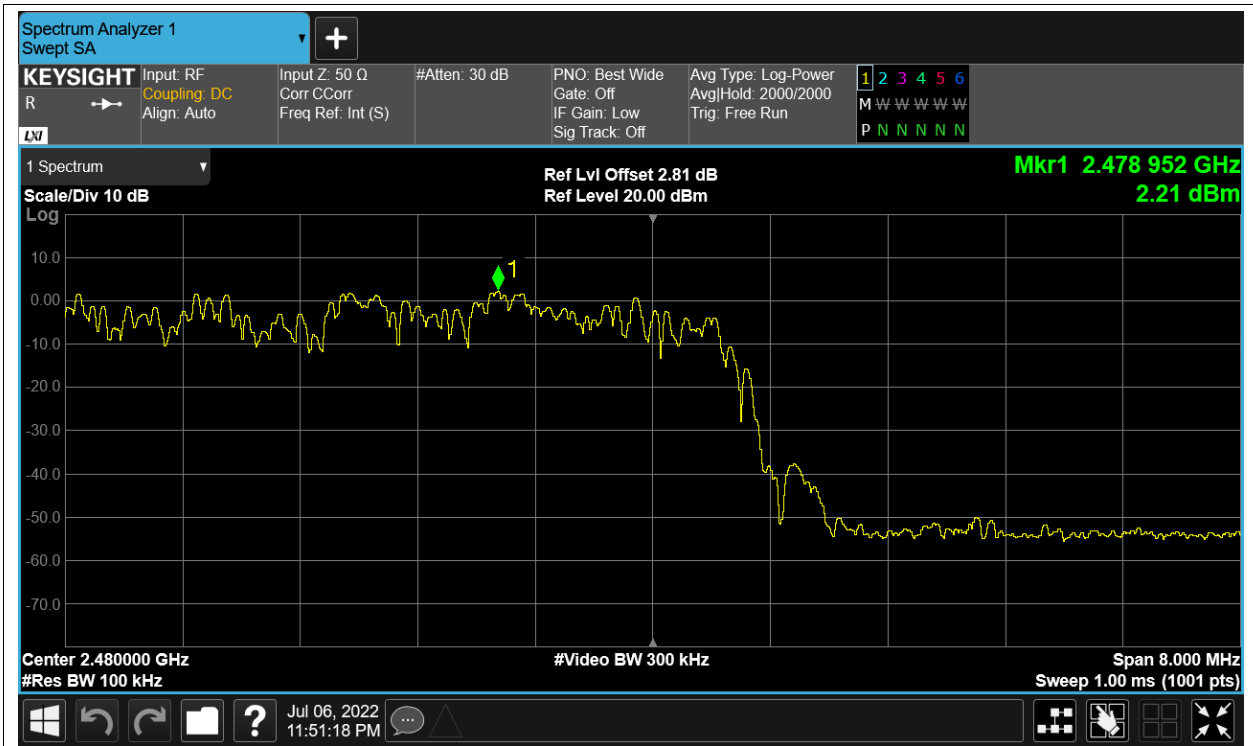 Spectrum Analyzer 1
Swept SA
+
KEYSIGHT
R
LXI
Input: RF
Coupling: DC
Align: Auto
Input Z: 50 Ω
Corr CCorr
Freq Ref: Int (S)
#Atten: 30 dB
PNO: Best Wide
Gate: Off
IF Gain: Low
Sig Track: Off
Avg Type: Log-Power
Avg|Hold: 2000/2000
Trig: Free Run
1 2 3 4 5 6
M W W W W W
P N N N N N
1 Spectrum
Scale/Div 10 dB
Ref Lvl Offset 2.81 dB
Ref Level 20.00 dBm
Mkr1 2.478 952 GHz
2.21 dBm
Log
10.0
0.00
-10.0
-20.0
-30.0
-40.0
-50.0
-60.0
-70.0
1
Center 2.480000 GHz
#Res BW 100 kHz
#Video BW 300 kHz
Span 8.000 MHz
Sweep 1.00 ms (1001 pts)
?
Jul 06, 2022
11:51:18 PM